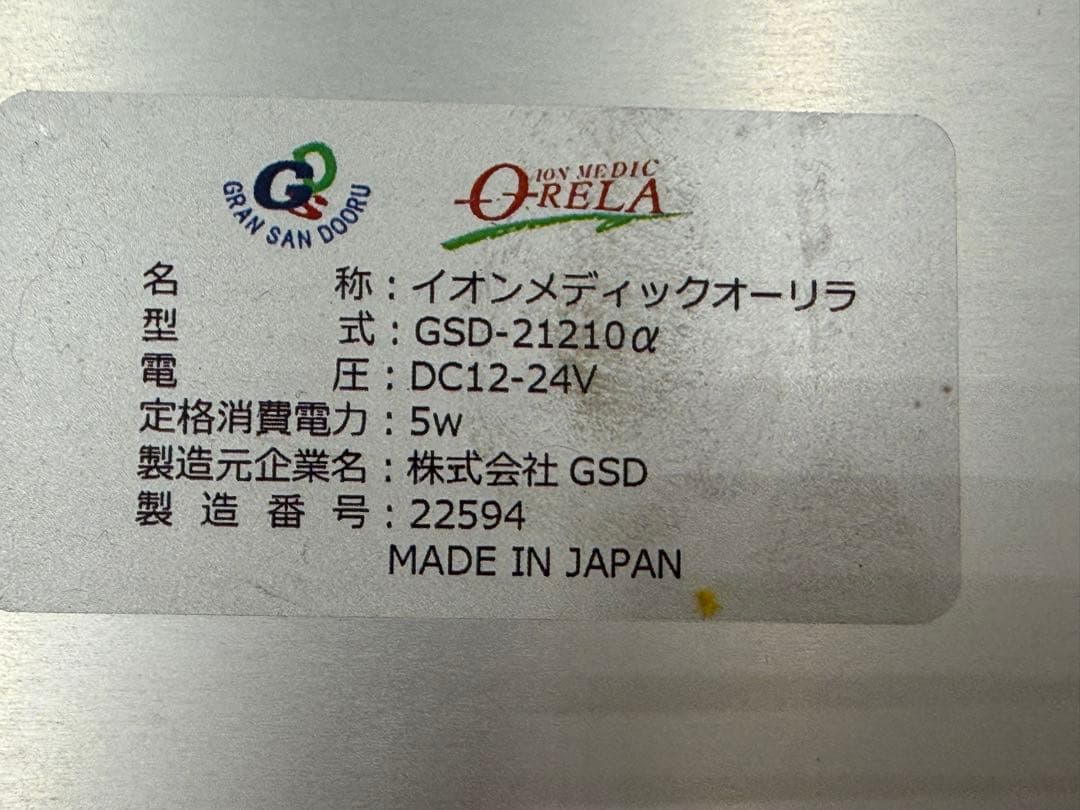 GS
GRAN SAN DOORU
ION MEDIC
ORELA
名 称：イオンメディックオーリラ
型 式：GSD-21210α
電 圧：DC12-24V
定格消費電力：5w
製造元企業名：株式会社 GSD
製 造 番 号：22594
MADE IN JAPAN